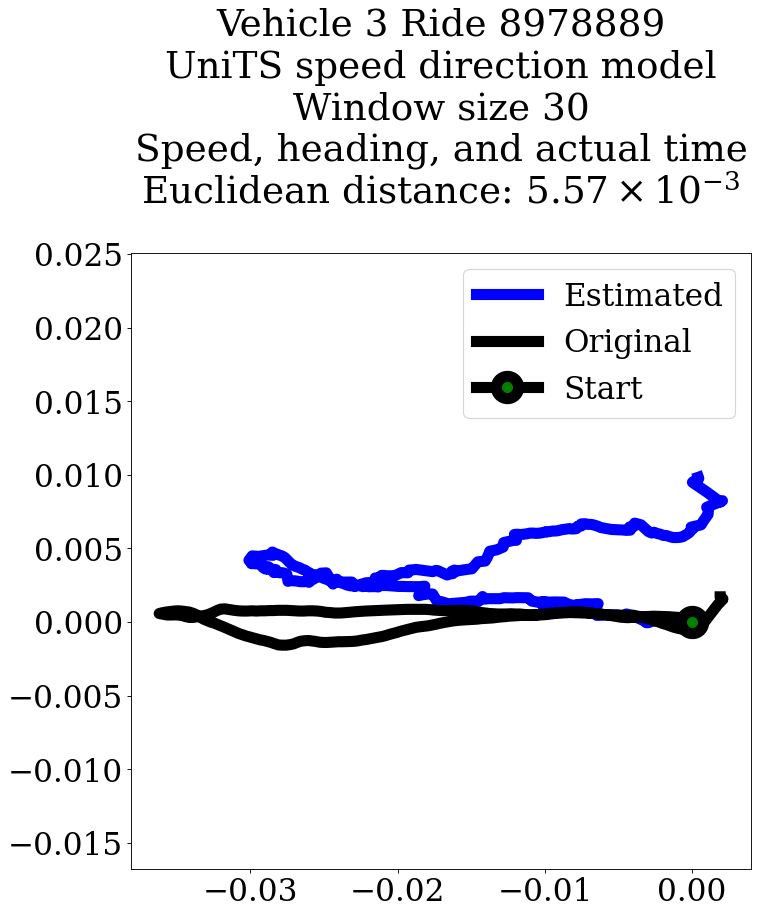 Vehicle 3 Ride 8978889
UniTS speed direction model
Window size 30
Speed, heading, and actual time
Euclidean distance: 5.57 × 10⁻³
0.025
0.020
0.015
0.010
0.005
0.000
−0.005
−0.010
−0.015
Estimated
Original
Start
−0.03 −0.02 −0.01 0.00